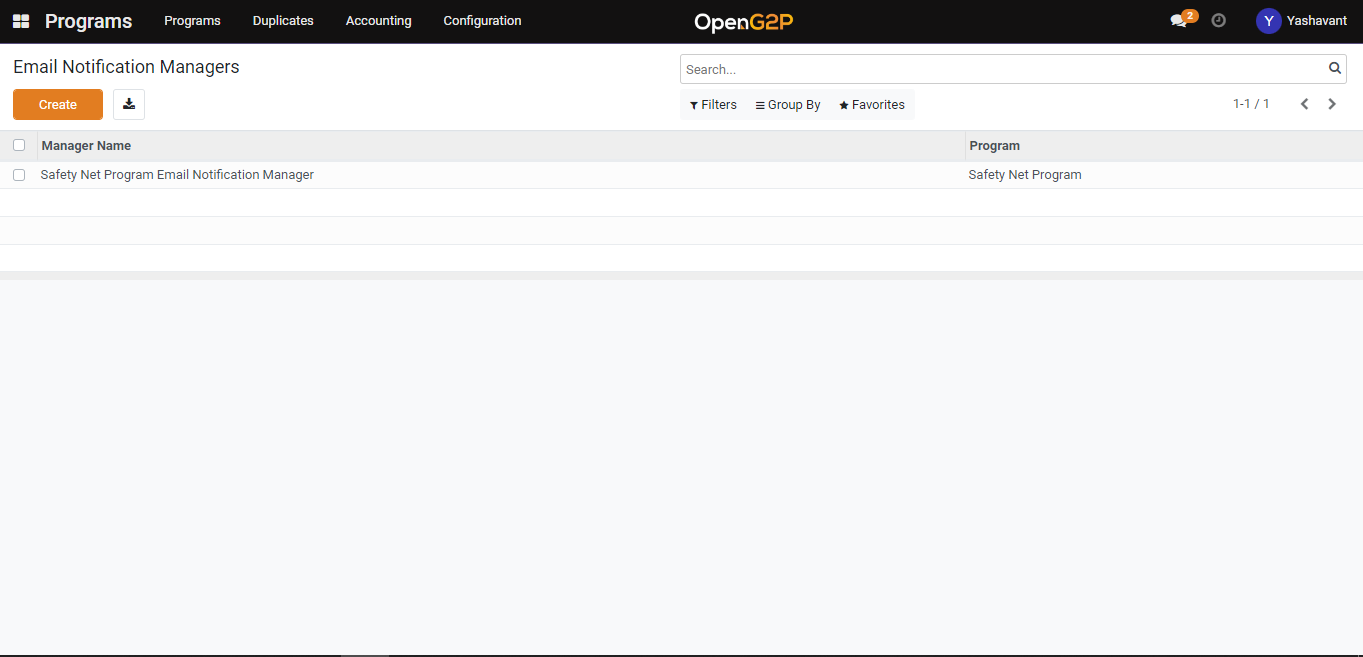 Programs Programs Duplicates Accounting Configuration OpenG2P 2 Y Yashavant
Email Notification Managers Search...
Create Filters Group By Favorites 1-1 / 1
Manager Name Program
Safety Net Program Email Notification Manager Safety Net Program